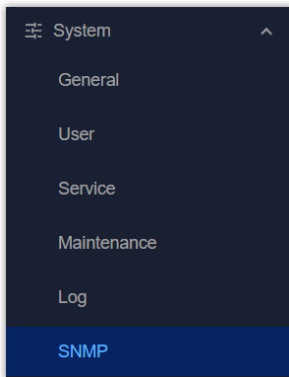 System
General
User
Service
Maintenance
Log
SNMP